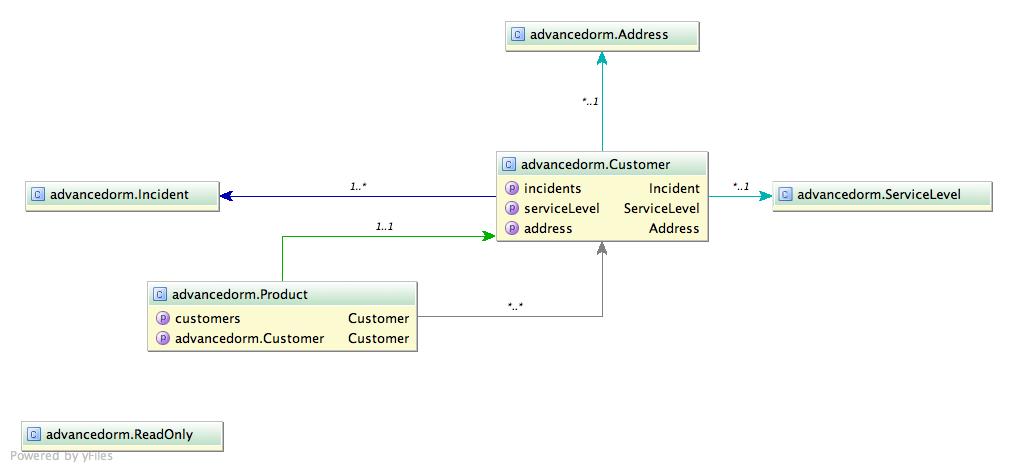 C advancedorm.Address
*..1
C advancedorm.Customer
P incidents Incident
P serviceLevel ServiceLevel
P address Address
C advancedorm.Incident
1..*
*..1
C advancedorm.ServiceLevel
1..1
C advancedorm.Product
P customers Customer
P advancedorm.Customer Customer
*..*
C advancedorm.ReadOnly
Powered by yFiles